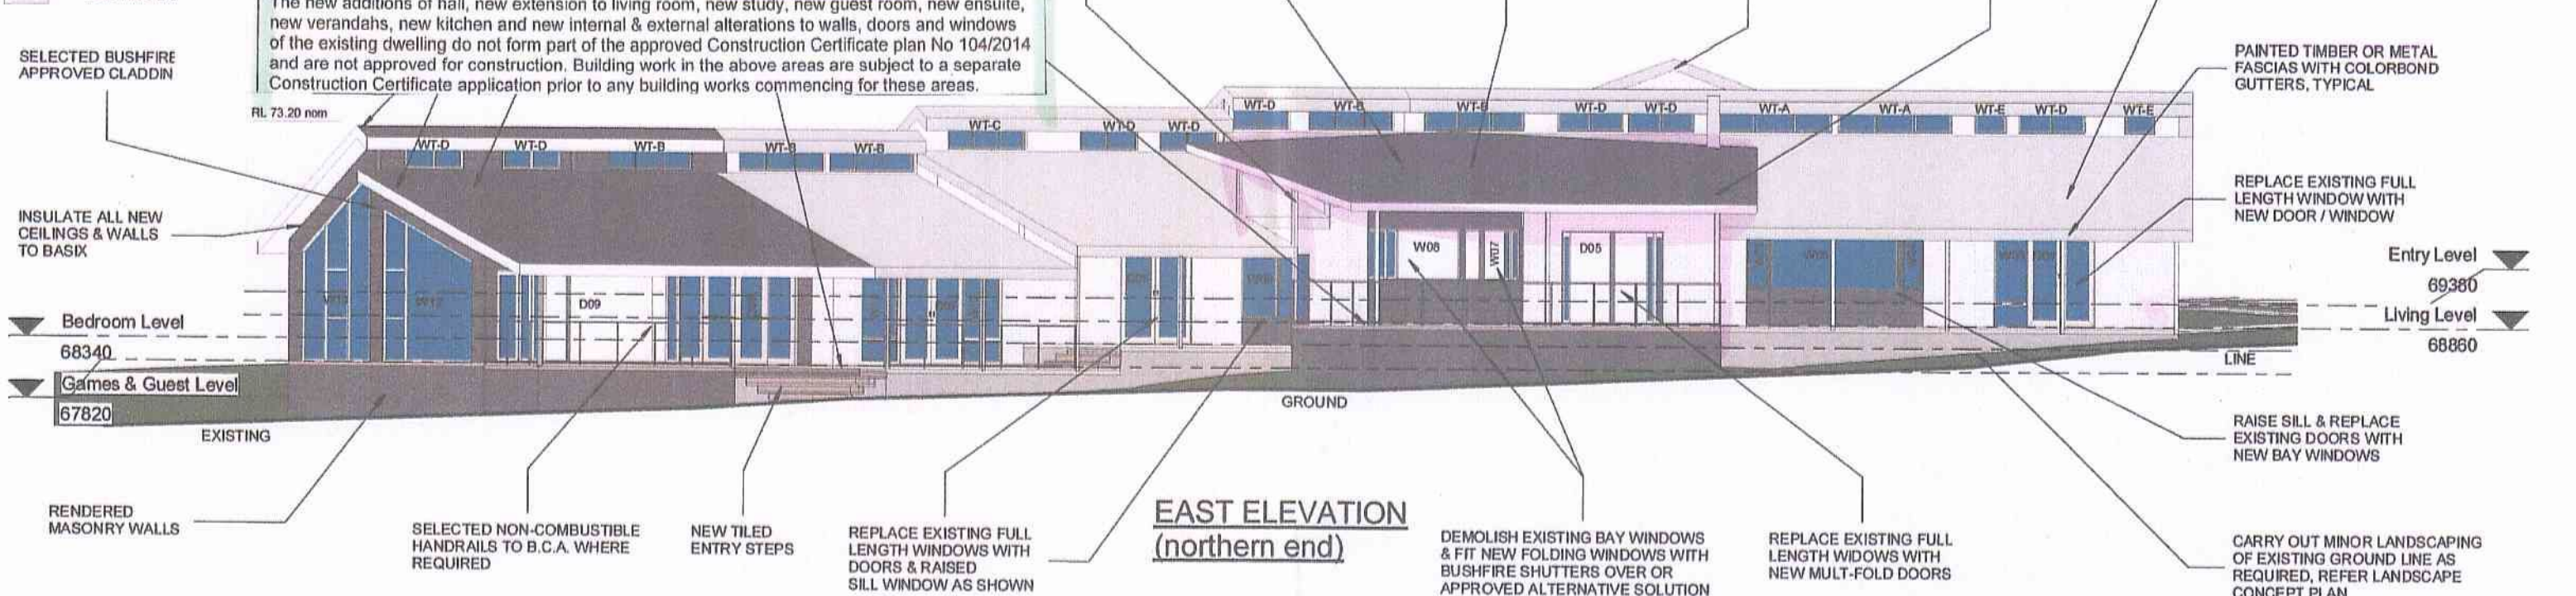 The new additions of hall, new extension to living room, new study, new guest room, new ensuite,
new verandahs, new kitchen and new internal & external alterations to walls, doors and windows
of the existing dwelling do not form part of the approved Construction Certificate plan No 104/2014
and are not approved for construction. Building work in the above areas are subject to a separate
Construction Certificate application prior to any building works commencing for these areas.
SELECTED BUSHFIRE
APPROVED CLADDIN
RL 73.20 nom
PAINTED TIMBER OR METAL
FASCIAS WITH COLORBOND
GUTTERS, TYPICAL
WT-D
WT-B
WT-B
WT-D
WT-D
WT-A
WT-A
WT-E
WT-D
WT-E
WT-C
WT-D
WT-D
WT-D
WT-D
WT-B
WT-B
WT-B
INSULATE ALL NEW
CEILINGS & WALLS
TO BASIX
REPLACE EXISTING FULL
LENGTH WINDOW WITH
NEW DOOR / WINDOW
W08
W07
D05
D09
Entry Level
69380
Living Level
68860
Bedroom Level
68340
Games & Guest Level
67820
LINE
GROUND
EXISTING
RAISE SILL & REPLACE
EXISTING DOORS WITH
NEW BAY WINDOWS
RENDERED
MASONRY WALLS
SELECTED NON-COMBUSTIBLE
HANDRAILS TO B.C.A. WHERE
REQUIRED
NEW TILED
ENTRY STEPS
REPLACE EXISTING FULL
LENGTH WINDOWS WITH
DOORS & RAISED
SILL WINDOW AS SHOWN
EAST ELEVATION
(northern end)
DEMOLISH EXISTING BAY WINDOWS
& FIT NEW FOLDING WINDOWS WITH
BUSHFIRE SHUTTERS OVER OR
APPROVED ALTERNATIVE SOLUTION
REPLACE EXISTING FULL
LENGTH WIDOWS WITH
NEW MULT-FOLD DOORS
CARRY OUT MINOR LANDSCAPING
OF EXISTING GROUND LINE AS
REQUIRED, REFER LANDSCAPE
CONCEPT PLAN